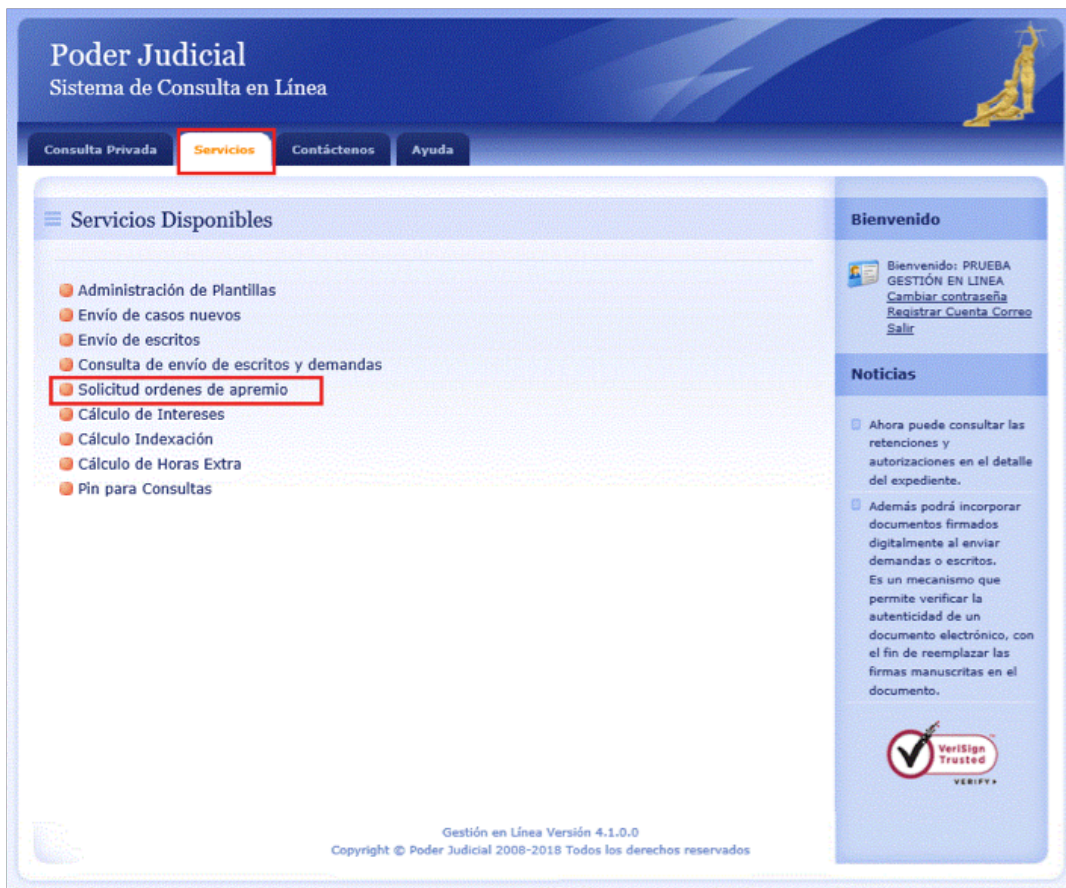 Poder Judicial
Sistema de Consulta en Línea
Consulta Privada
Servicios
Contáctenos
Ayuda
Servicios Disponibles
Administración de Plantillas
Envío de casos nuevos
Envío de escritos
Consulta de envío de escritos y demandas
Solicitud ordenes de apremio
Cálculo de Intereses
Cálculo Indexación
Cálculo de Horas Extra
Pin para Consultas
Bienvenido
Bienvenido: PRUEBA
GESTIÓN EN LINEA
Cambiar contraseña
Registrar Cuenta Correo
Salir
Noticias
Ahora puede consultar las
retenciones y
autorizaciones en el detalle
del expediente.
Además podrá incorporar
documentos firmados
digitalmente al enviar
demandas o escritos.
Es un mecanismo que
permite verificar la
autenticidad de un
documento electrónico, con
el fin de reemplazar las
firmas manuscritas en el
documento.
VeriSign
Trusted
VERIFY
Gestión en Línea Versión 4.1.0.0
Copyright © Poder Judicial 2008-2018 Todos los derechos reservados